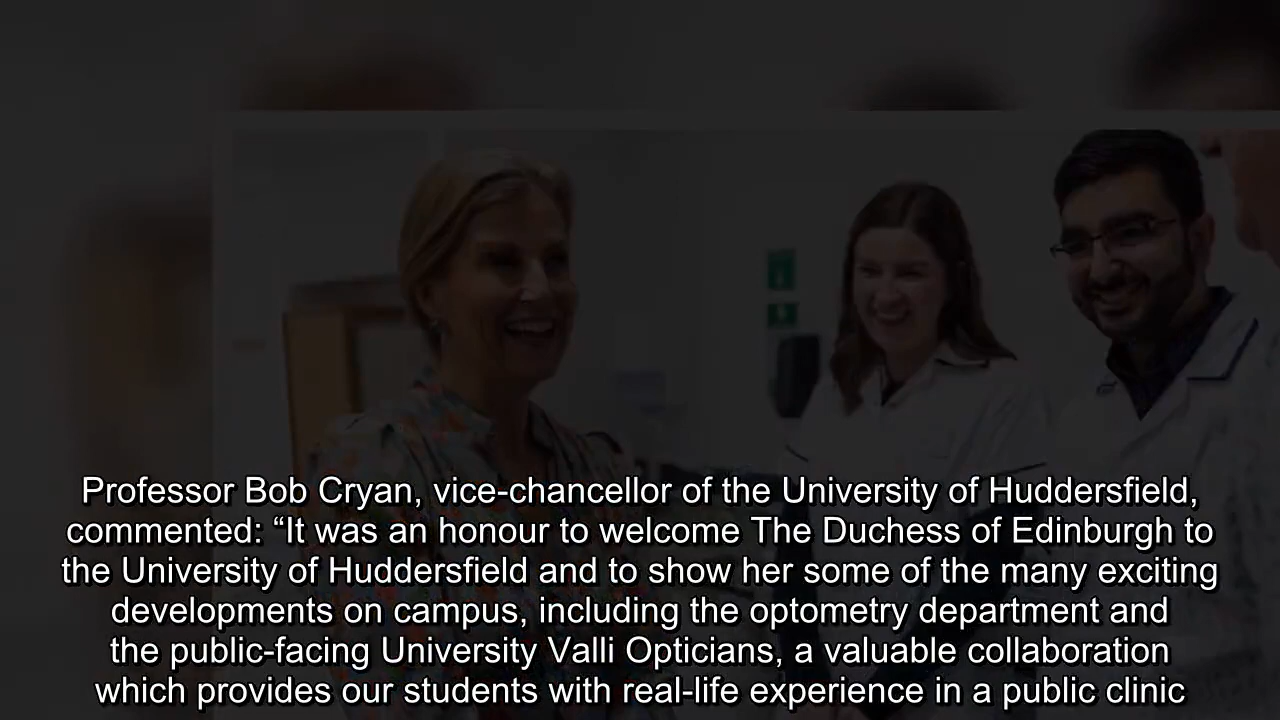 Professor Bob Cryan, vice-chancellor of the University of Huddersfield,
commented: “It was an honour to welcome The Duchess of Edinburgh to
the University of Huddersfield and to show her some of the many exciting
developments on campus, including the optometry department and
the public-facing University Valli Opticians, a valuable collaboration
which provides our students with real-life experience in a public clinic